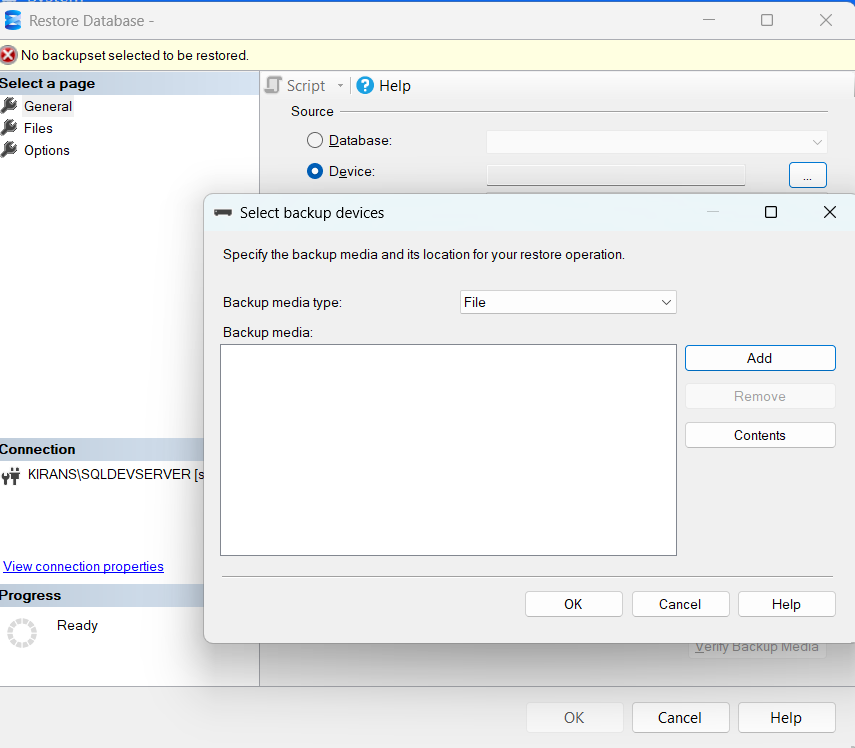 Restore Database -
No backupset selected to be restored.
Select a page
General
Files
Options
Script
Help
Source
Database:
Device:
...
Select backup devices
Specify the backup media and its location for your restore operation.
Backup media type:
File
Backup media:
Add
Remove
Contents
OK
Cancel
Help
Connection
KIRANS\SQLDEVSERVER [s
View connection properties
Progress
Ready
Verify Backup Media
OK
Cancel
Help